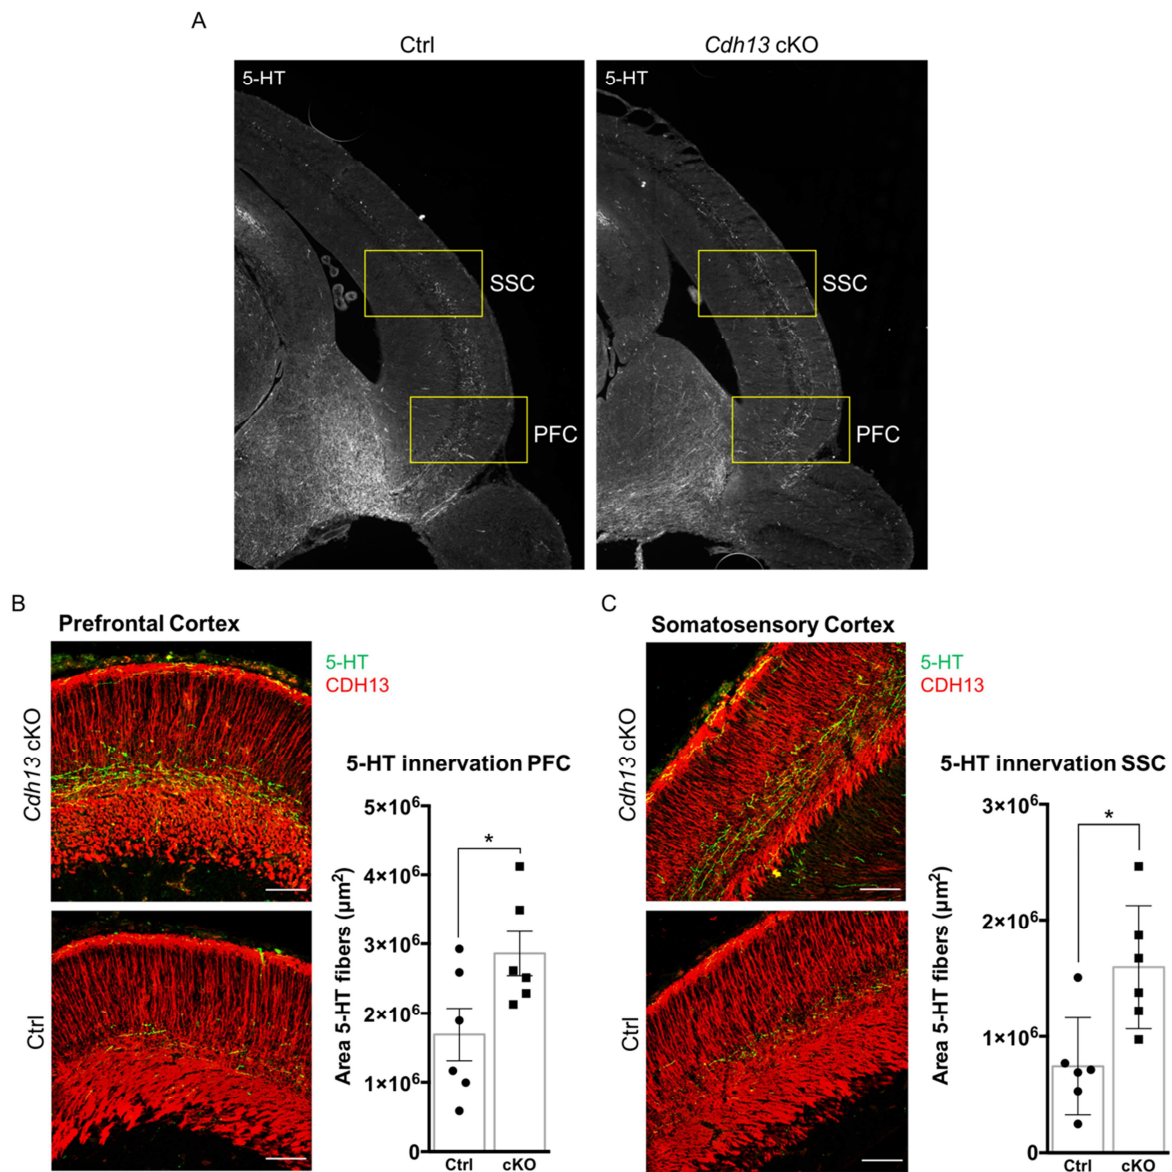 A
Ctrl
Cdh13 cKO
5-HT
5-HT
SSC
SSC
PFC
PFC
B
Prefrontal Cortex
5-HT
CDH13
Cdh13 cKO
Ctrl
5-HT innervation PFC
Area 5-HT fibers (µm²)
5×10⁶
4×10⁶
3×10⁶
2×10⁶
1×10⁶
0
*
Ctrl
cKO
C
Somatosensory Cortex
5-HT
CDH13
Cdh13 cKO
Ctrl
5-HT innervation SSC
Area 5-HT fibers (µm²)
3×10⁶
2×10⁶
1×10⁶
0
*
Ctrl
cKO